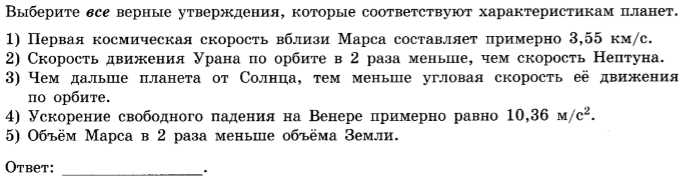 Выберите все верные утверждения, которые соответствуют характеристикам планет.
1) Первая космическая скорость вблизи Марса составляет примерно 3,55 км/с.
2) Скорость движения Урана по орбите в 2 раза меньше, чем скорость Нептуна.
3) Чем дальше планета от Солнца, тем меньше угловая скорость её движения
по орбите.
4) Ускорение свободного падения на Венере примерно равно 10,36 м/с².
5) Объём Марса в 2 раза меньше объёма Земли.
Ответ: ____________________.